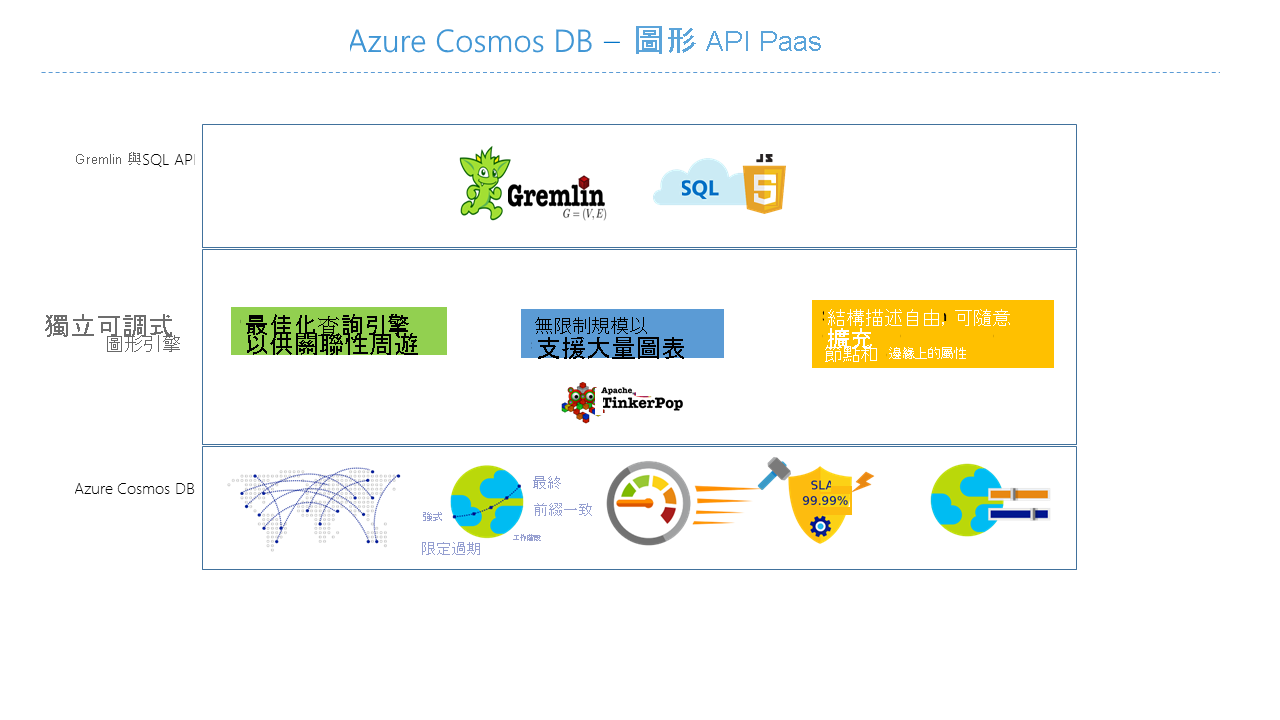 Azure Cosmos DB – 圖形 API Paas
Gremlin 與SQL API
Gremlin
G = (V, E)
SQL
JS
5
獨立可調式
圖形引擎
最佳化查詢引擎
以供關聯性周遊
無限制規模以
支援大量圖表
結構描述自由, 可隨意
擴充
節點和 邊緣上的屬性
Apache
TinkerPop
Azure Cosmos DB
強式
限定過期
工作階段
前綴一致
最終
SLA
99.99%